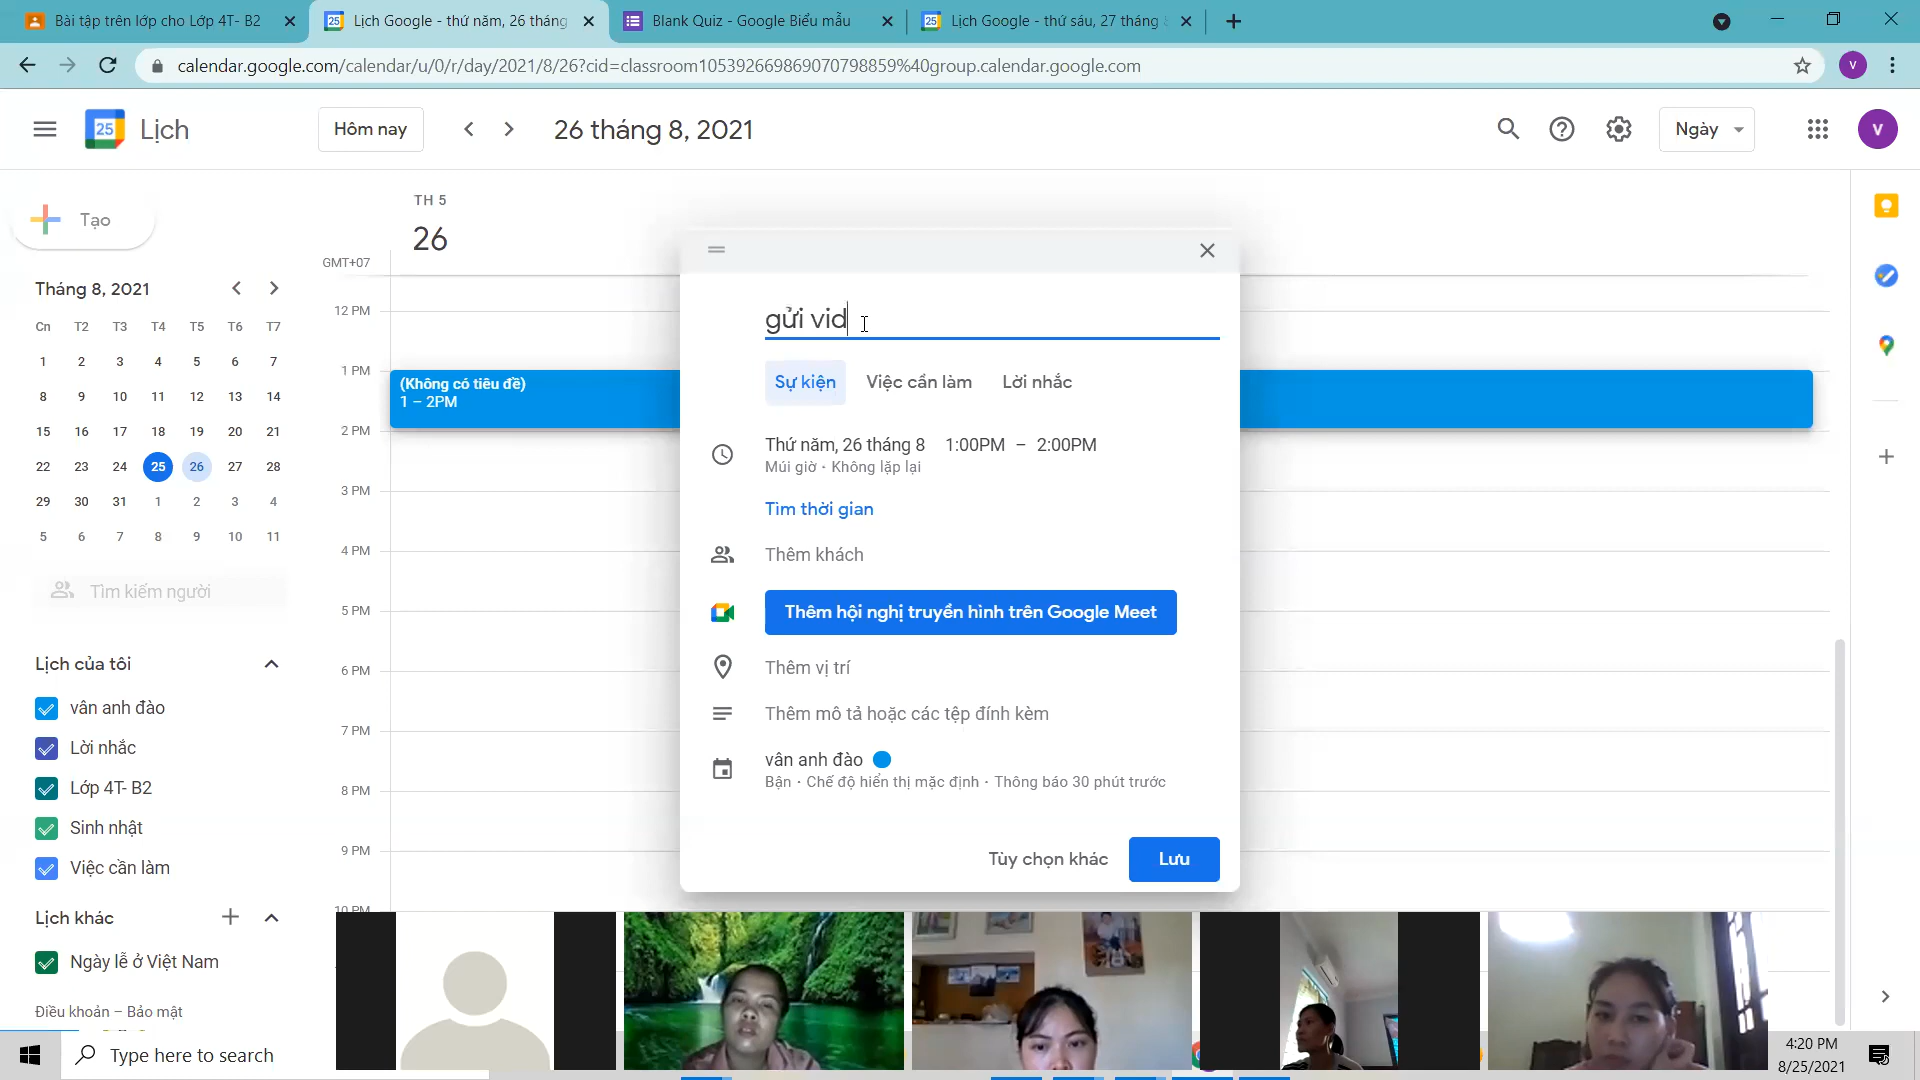 Bài tập trên lớp cho Lớp 4T- B2
Lịch Google - thứ năm, 26 tháng
Blank Quiz - Google Biểu mẫu
Lịch Google - thứ sáu, 27 tháng
calendar.google.com/calendar/u/0/r/day/2021/8/26?cid=classroom105392669869070798859%40group.calendar.google.com
V
25 Lịch
Hôm nay
26 tháng 8, 2021
Ngày
V
Tạo
TH 5
26
GMT+07
Tháng 8, 2021
Cn T2 T3 T4 T5 T6 T7
1 2 3 4 5 6 7
8 9 10 11 12 13 14
15 16 17 18 19 20 21
22 23 24 25 26 27 28
29 30 31 1 2 3 4
5 6 7 8 9 10 11
Tìm kiếm người
Lịch của tôi
vân anh đào
Lời nhắc
Lớp 4T- B2
Sinh nhật
Việc cần làm
Lịch khác
Ngày lễ ở Việt Nam
Điều khoản – Bảo mật
12 PM
1 PM
2 PM
3 PM
4 PM
5 PM
6 PM
7 PM
8 PM
9 PM
10 PM
(Không có tiêu đề)
1 – 2PM
gửi vid
Sự kiện Việc cần làm Lời nhắc
Thứ năm, 26 tháng 8 1:00PM – 2:00PM
Múi giờ • Không lặp lại
Tìm thời gian
Thêm khách
Thêm hội nghị truyền hình trên Google Meet
Thêm vị trí
Thêm mô tả hoặc các tệp đính kèm
vân anh đào
Bận • Chế độ hiển thị mặc định • Thông báo 30 phút trước
Tùy chọn khác
Lưu
Type here to search
4:20 PM
8/25/2021